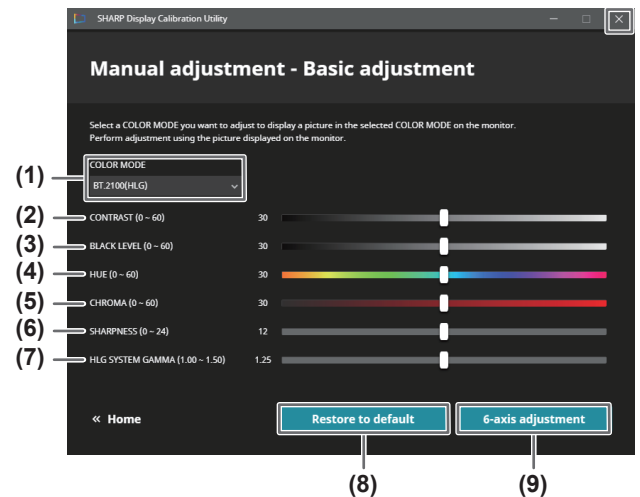 SHARP Display Calibration Utility
Manual adjustment - Basic adjustment
Select a COLOR MODE you want to adjust to display a picture in the selected COLOR MODE on the monitor.
Perform adjustment using the picture displayed on the monitor.
COLOR MODE
(1) BT.2100(HLG)
(2) CONTRAST (0 ~ 60) 30
(3) BLACK LEVEL (0 ~ 60) 30
(4) HUE (0 ~ 60) 30
(5) CHROMA (0 ~ 60) 30
(6) SHARPNESS (0 ~ 24) 12
(7) HLG SYSTEM GAMMA (1.00 ~ 1.50) 1.25
« Home Restore to default 6-axis adjustment
(8) (9)